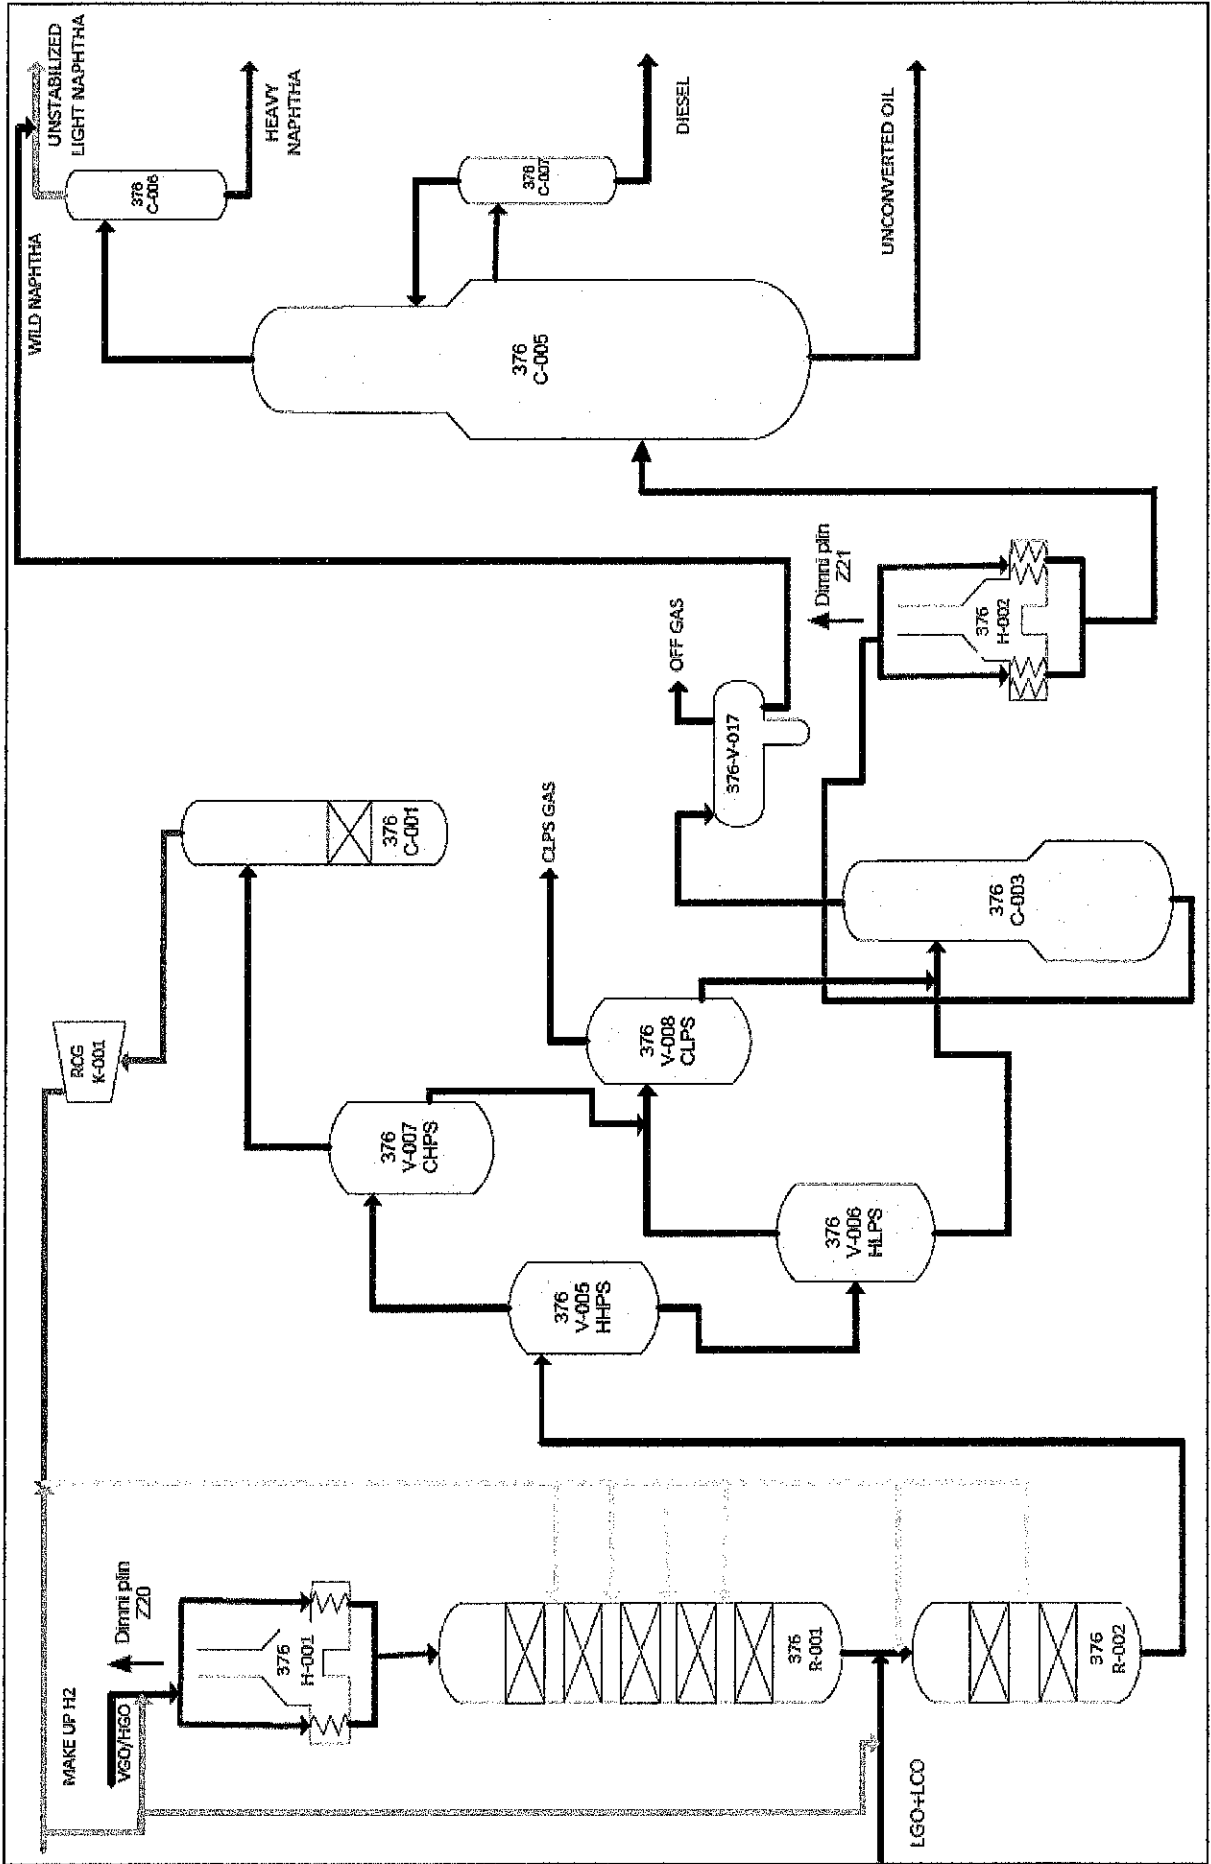 MAKE UP H2
VGO/HGO
Dimni plin
Z20
376
H-001
376
R-001
LGO+LCO
376
R-002
376
V-005
HHPS
376
V-006
HLPS
376
V-007
CHPS
376
V-008
CLPS
CLPS GAS
RCG
K-001
376
C-001
376
C-003
376-V-017
OFF GAS
Dimni plin
Z21
376
H-002
376
C-005
WILD NAPHTHA
376
C-006
UNSTABILIZED
LIGHT NAPHTHA
HEAVY
NAPHTHA
376
C-007
DIESEL
UNCONVERTED OIL